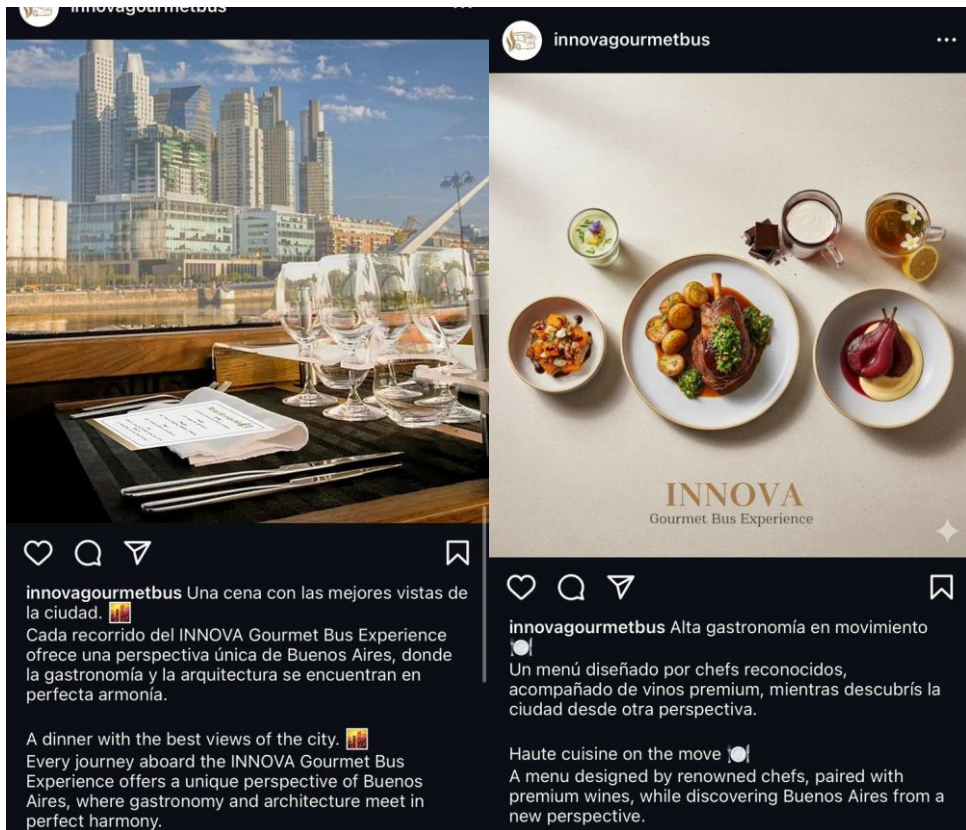 innovagourmetbus
Una cena con las mejores vistas de
la ciudad. 🌇
Cada recorrido del INNOVA Gourmet Bus Experience
ofrece una perspectiva única de Buenos Aires, donde
la gastronomía y la arquitectura se encuentran en
perfecta armonía.
A dinner with the best views of the city. 🌇
Every journey aboard the INNOVA Gourmet Bus
Experience offers a unique perspective of Buenos
Aires, where gastronomy and architecture meet in
perfect harmony.
innovagourmetbus
INNOVA
Gourmet Bus Experience
innovagourmetbus Alta gastronomía en movimiento
🍽️
Un menú diseñado por chefs reconocidos,
acompañado de vinos premium, mientras descubrís la
ciudad desde otra perspectiva.
Haute cuisine on the move 🍽️
A menu designed by renowned chefs, paired with
premium wines, while discovering Buenos Aires from a
new perspective.